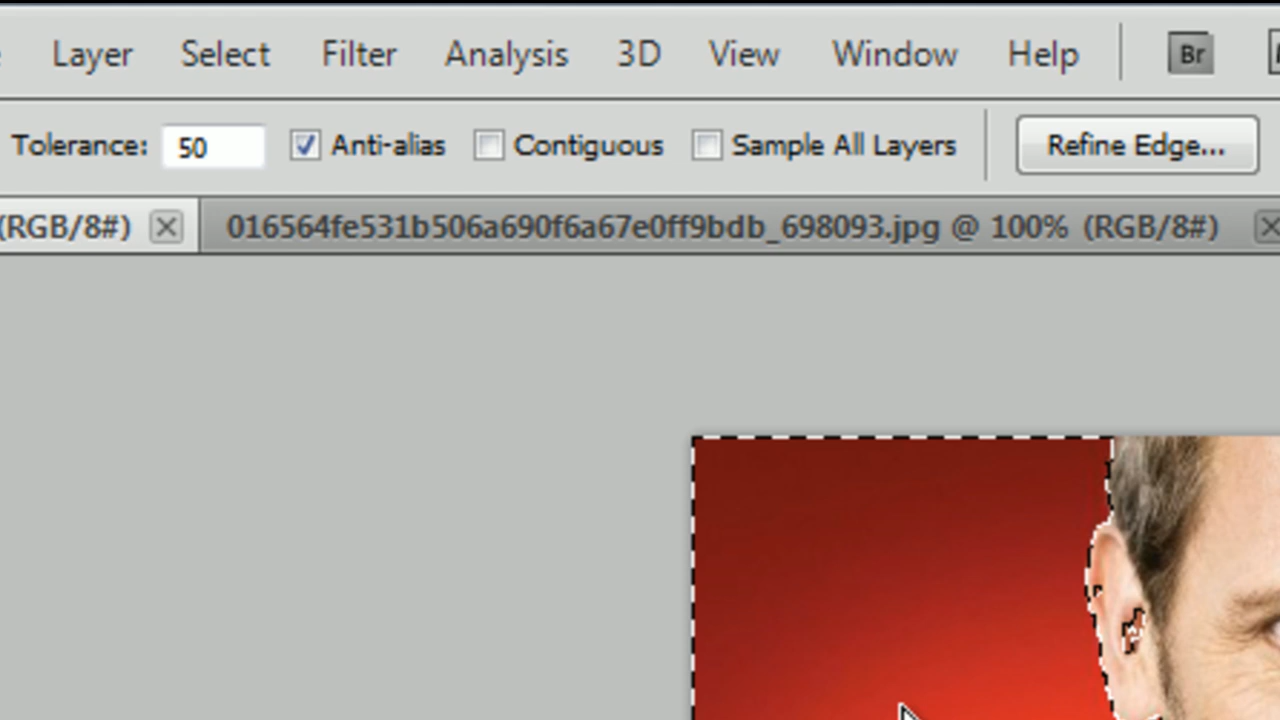 Layer Select Filter Analysis 3D View Window Help Br
Tolerance: 50 Anti-alias Contiguous Sample All Layers Refine Edge...
(RGB/8#) 016564fe531b506a690f6a67e0ff9bdb_698093.jpg @ 100% (RGB/8#)